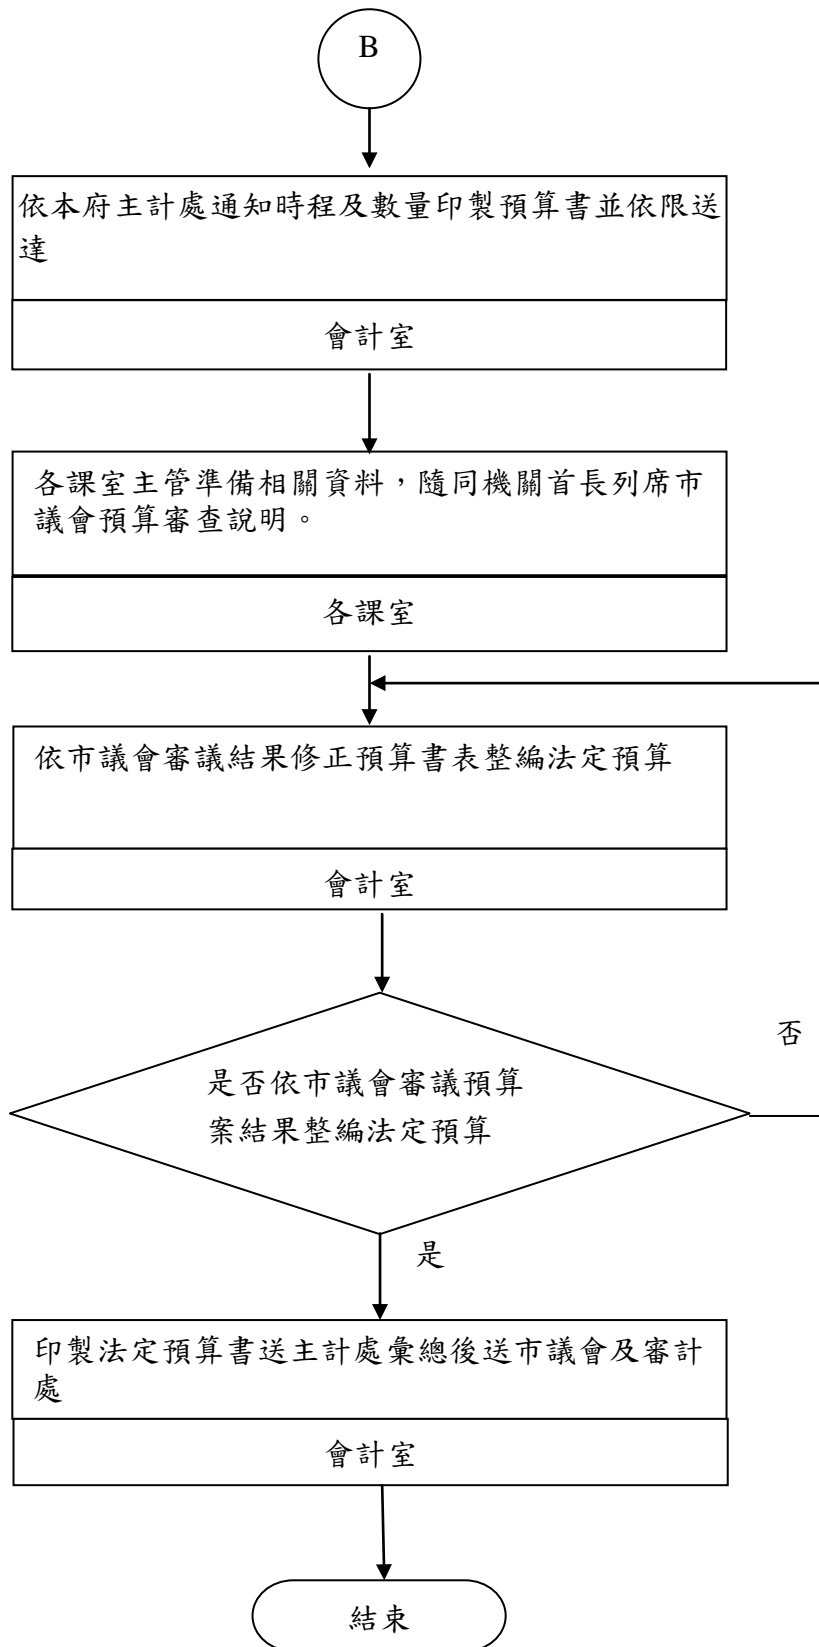 B
依本府主計處通知時程及數量印製預算書並依限送
達
會計室
各課室主管準備相關資料，隨同機關首長列席市
議會預算審查說明。
各課室
依市議會審議結果修正預算書表整編法定預算
會計室
是否依市議會審議預算
案結果整編法定預算
否
是
印製法定預算書送主計處彙總後送市議會及審計
處
會計室
結束